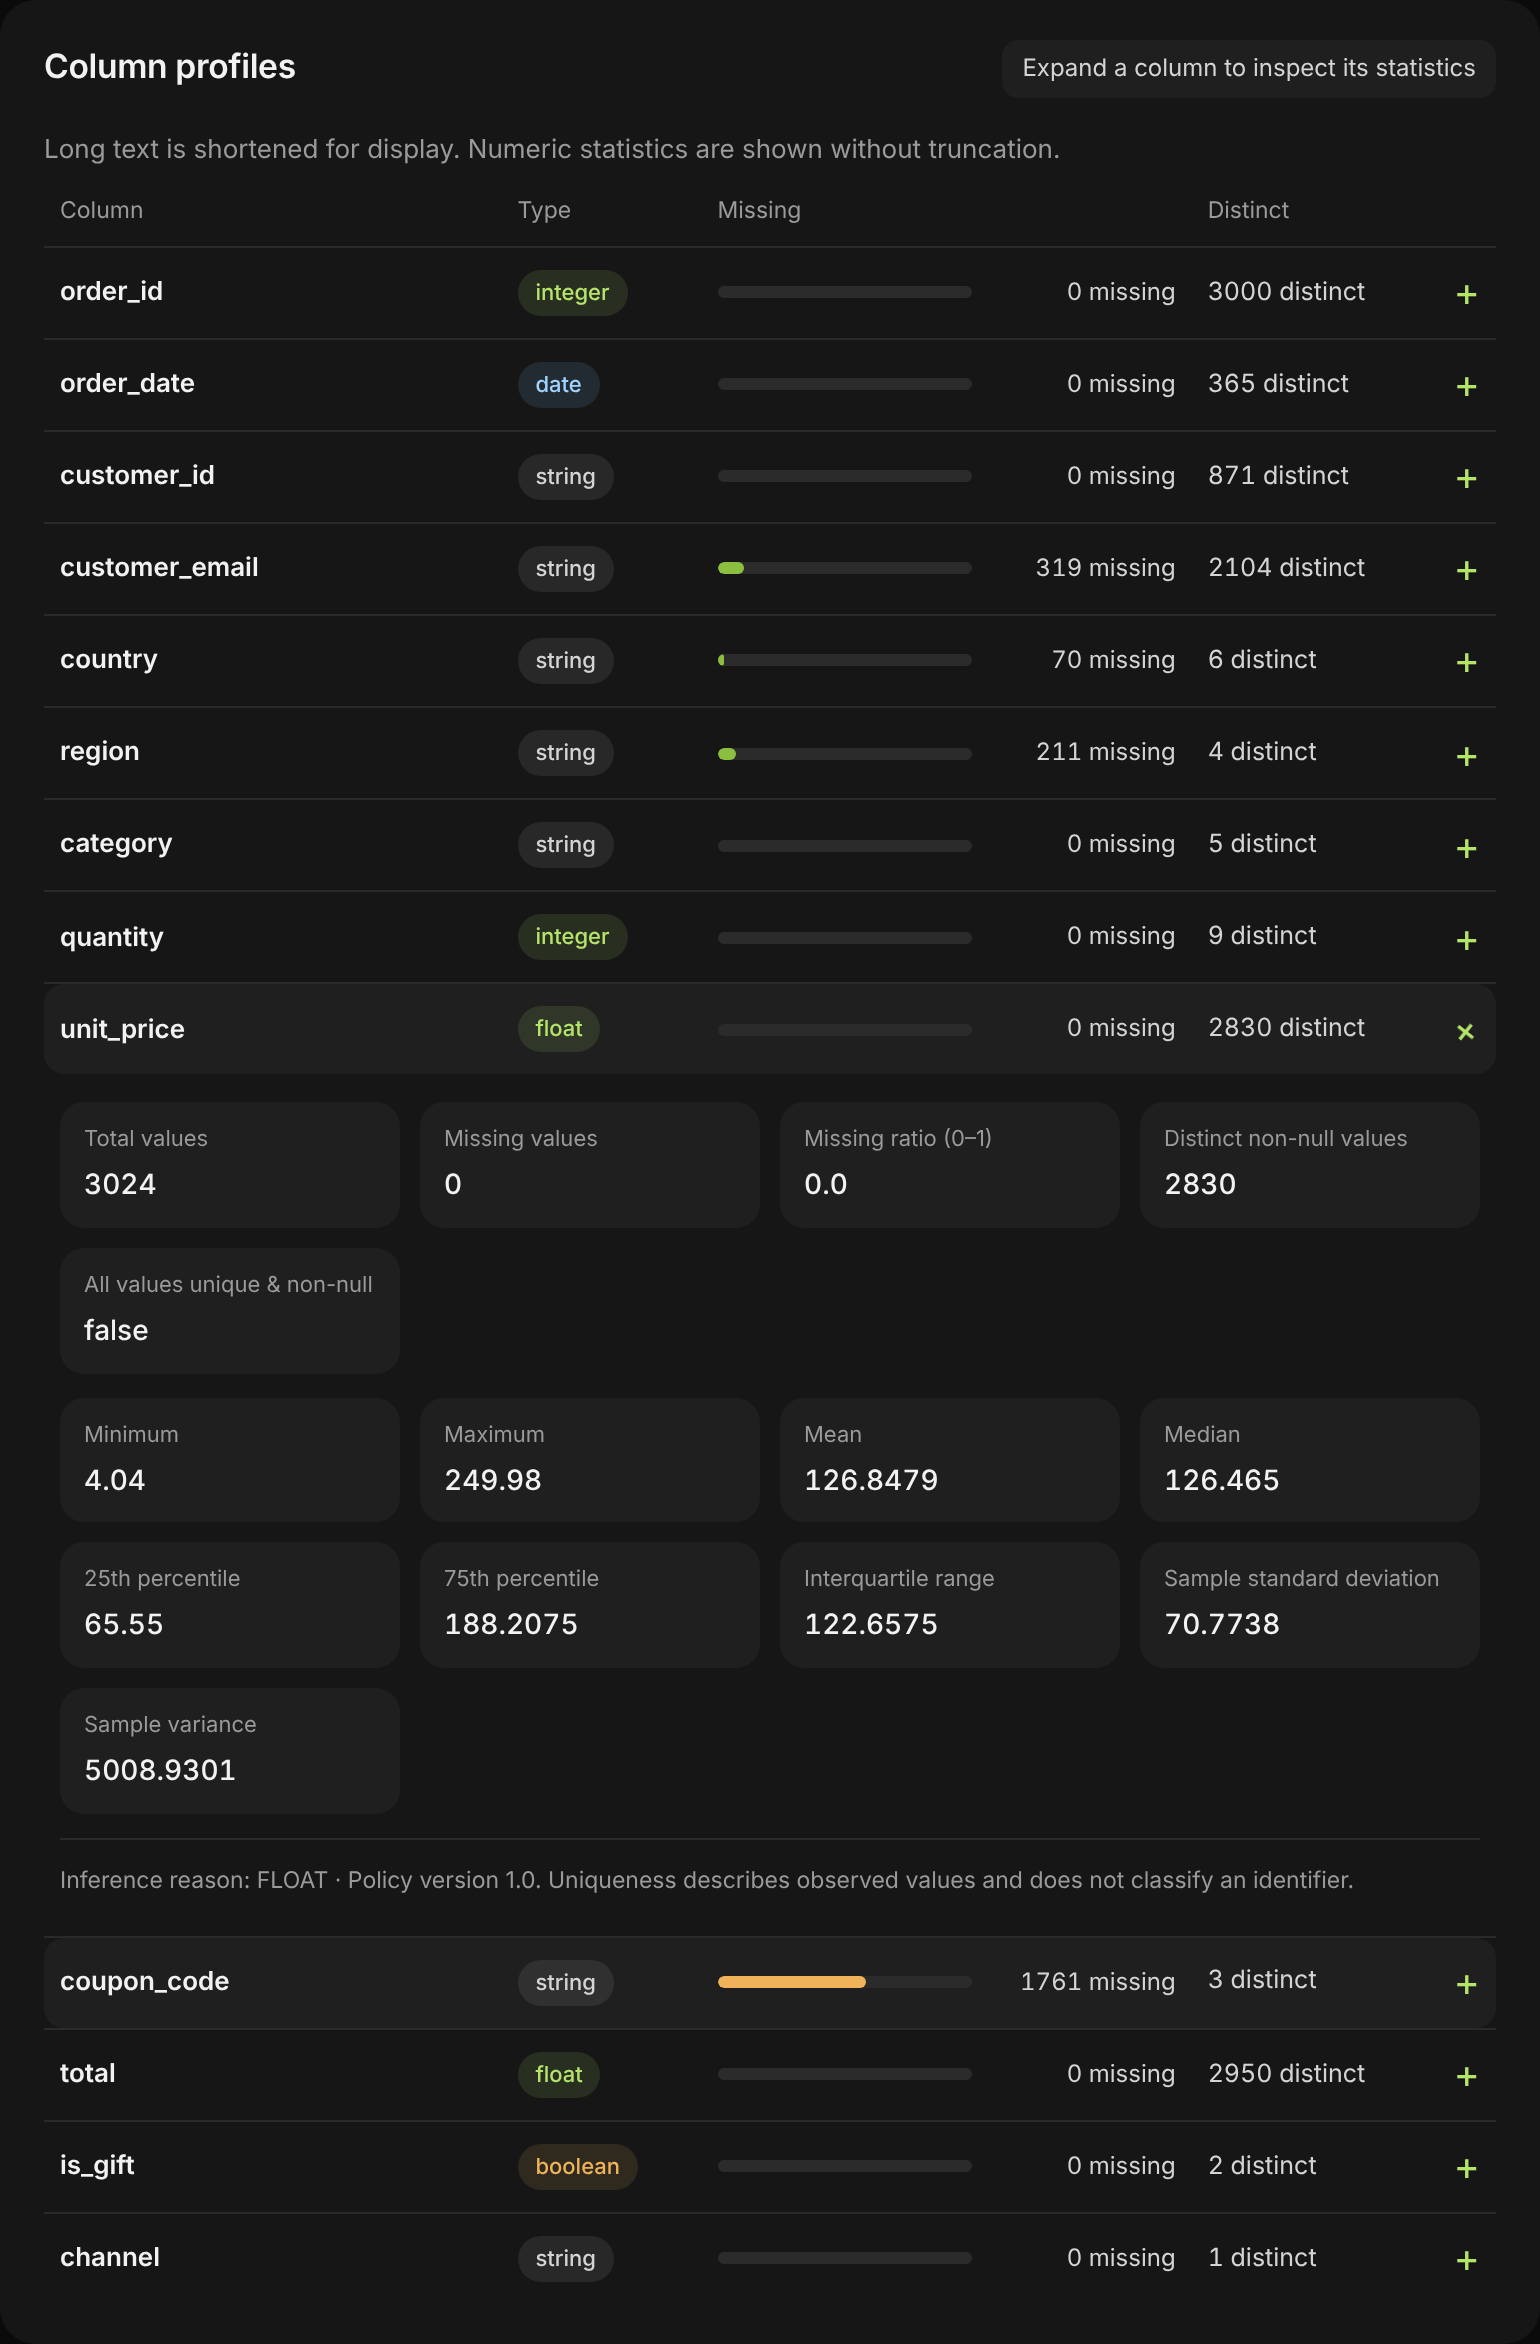 Column profiles
Expand a column to inspect its statistics
Long text is shortened for display. Numeric statistics are shown without truncation.
Column Type Missing Distinct
order_id integer 0 missing 3000 distinct +
order_date date 0 missing 365 distinct +
customer_id string 0 missing 871 distinct +
customer_email string 319 missing 2104 distinct +
country string 70 missing 6 distinct +
region string 211 missing 4 distinct +
category string 0 missing 5 distinct +
quantity integer 0 missing 9 distinct +
unit_price float 0 missing 2830 distinct ×
Total values Missing values Missing ratio (0–1) Distinct non-null values
3024 0 0.0 2830
All values unique & non-null
false
Minimum Maximum Mean Median
4.04 249.98 126.8479 126.465
25th percentile 75th percentile Interquartile range Sample standard deviation
65.55 188.2075 122.6575 70.7738
Sample variance
5008.9301
Inference reason: FLOAT · Policy version 1.0. Uniqueness describes observed values and does not classify an identifier.
coupon_code string 1761 missing 3 distinct +
total float 0 missing 2950 distinct +
is_gift boolean 0 missing 2 distinct +
channel string 0 missing 1 distinct +